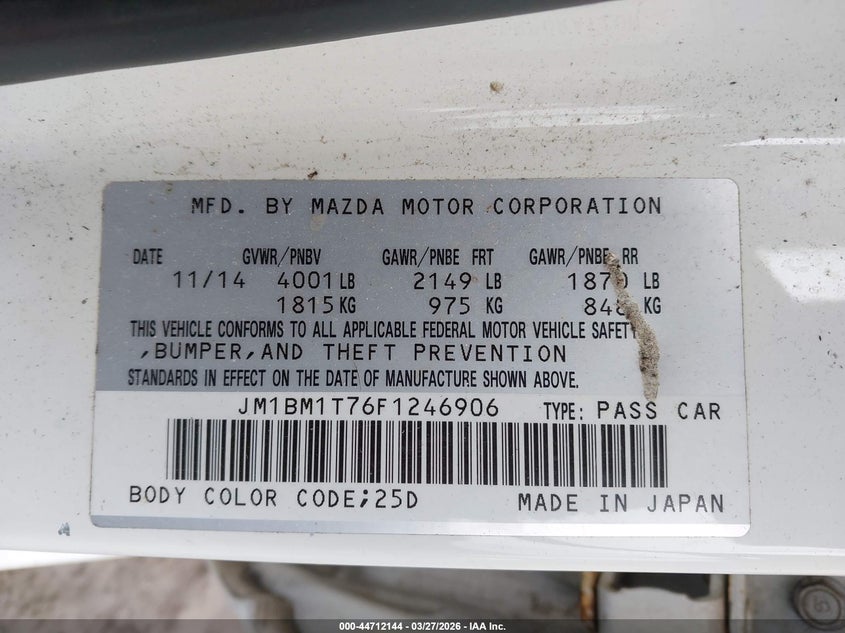 MFD. BY MAZDA MOTOR CORPORATION
DATE GVWR/PNBV GAWR/PNBE FRT GAWR/PNBE RR
11/14 4001 LB 2149 LB LB
1815 KG 975 KG KG
THIS VEHICLE CONFORMS TO ALL APPLICABLE FEDERAL MOTOR VEHICLE SAFETY
,BUMPER,AND THEFT PREVENTION
STANDARDS IN EFFECT ON THE DATE OF MANUFACTURE SHOWN ABOVE.
JM1BM1T76F1246906 TYPE: PASS CAR
BODY COLOR CODE;25D MADE IN JAPAN
000-44712144 | 03/27/2026 - IAA Inc.